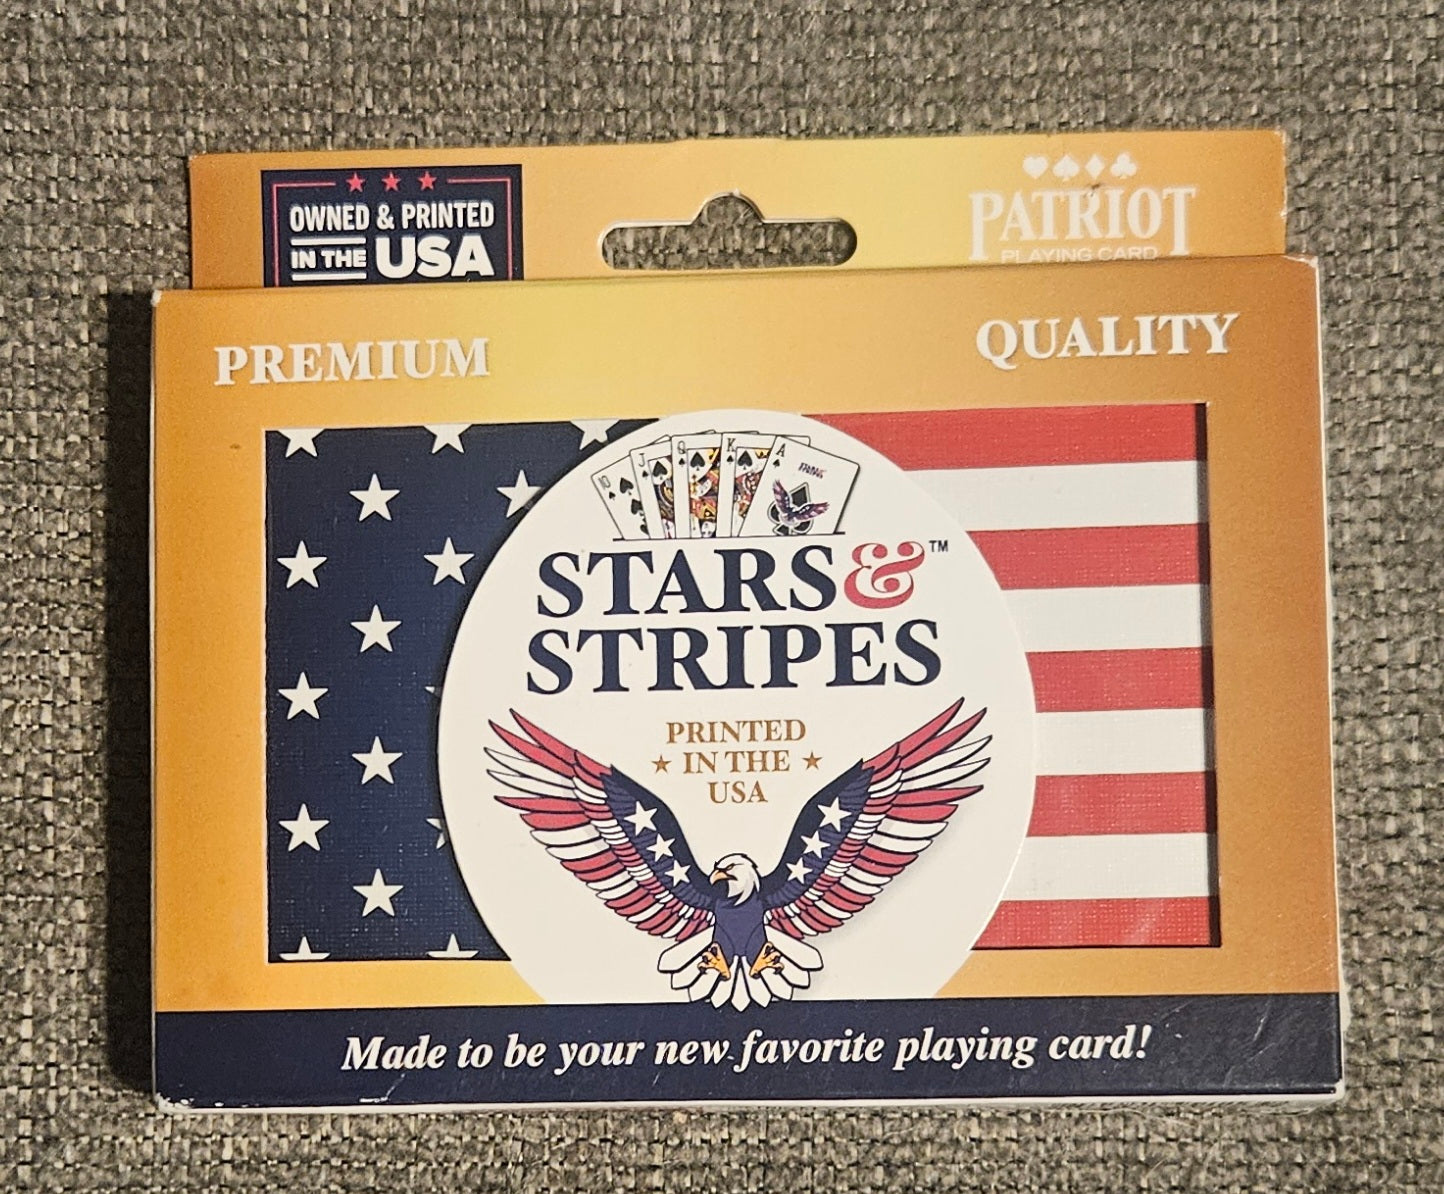 OWNED & PRINTED
IN THE USA
PATRIOT
PLAYING CARD
PREMIUM
QUALITY
10 J Q K A
STARS &™
STRIPES
PRINTED
IN THE
USA
Made to be your new favorite playing card!